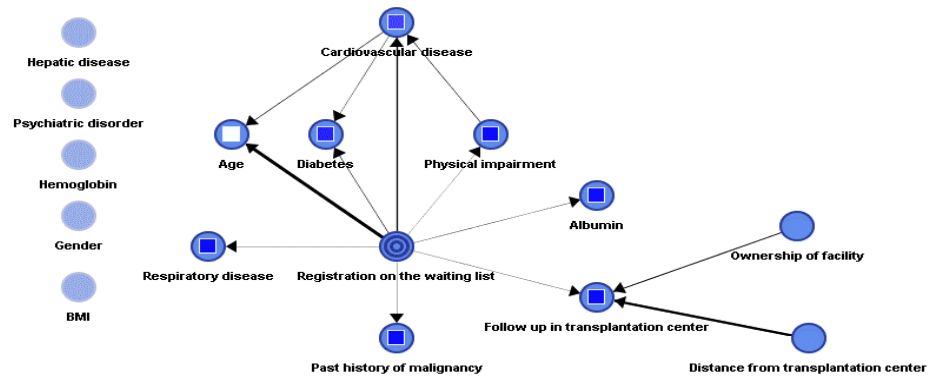 Cardiovascular disease
Hepatic disease
Psychiatric disorder
Age
Diabetes
Physical impairment
Hemoglobin
Albumin
Gender
Ownership of facility
Respiratory disease
Registration on the waiting list
BMI
Follow up in transplantation center
Past history of malignancy
Distance from transplantation center